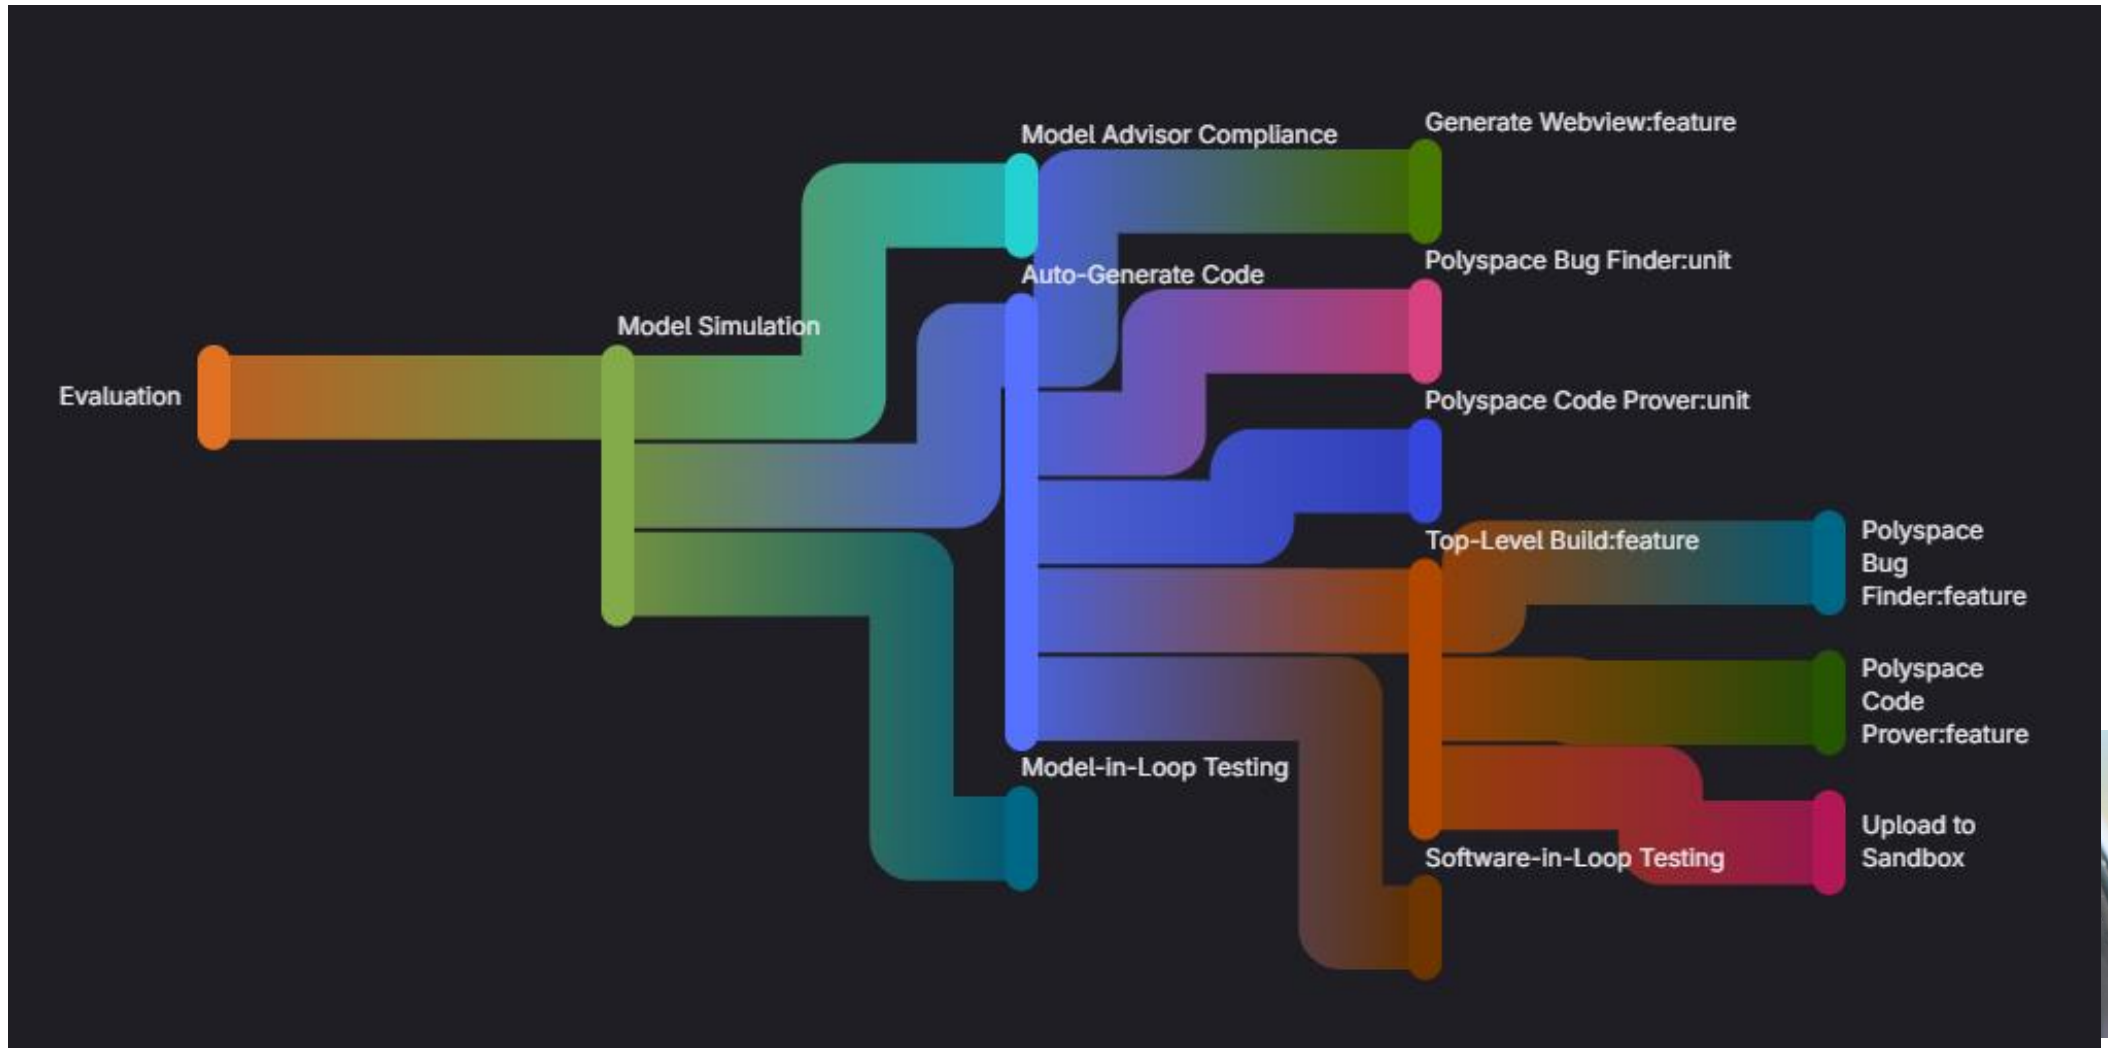 Evaluation
Model Simulation
Model Advisor Compliance
Auto-Generate Code
Model-in-Loop Testing
Generate Webview:feature
Polyspace Bug Finder:unit
Polyspace Code Prover:unit
Top-Level Build:feature
Software-in-Loop Testing
Polyspace
Bug
Finder:feature
Polyspace
Code
Prover:feature
Upload to
Sandbox